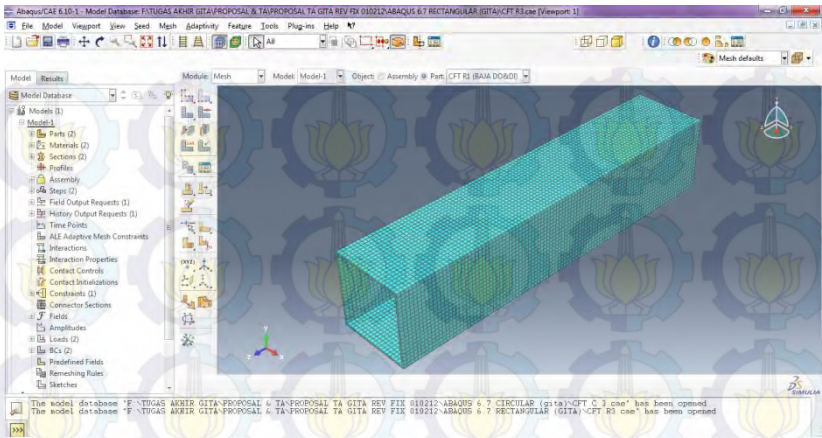 Abaqus/CAE 6.10-1 - Model Database: F:\TUGAS AKHIR GITA\PROPOSAL & TA\PROPOSAL TA GITA REV FIX 010212\ABAQUS 6.7 RECTANGULAR (GITA)\CFT R3.cae [Viewport: 1]
File Model Viewport View Seed Mesh Adaptivity Feature Tools Plug-ins Help
All
Mesh defaults
Model Results
Module: Mesh Model: Model-1 Object: Assembly Part: CFT R1 (BAJA DO&DI)
Model Database
Models (1)
Model-1
Parts (2)
Materials (2)
Sections (2)
Profiles
Assembly
Steps (2)
Field Output Requests (1)
History Output Requests (1)
Time Points
ALE Adaptive Mesh Constraints
Interactions
Interaction Properties
Contact Controls
Contact Initializations
Constraints (1)
Connector Sections
Fields
Amplitudes
Loads (2)
BCs (2)
Predefined Fields
Remeshing Rules
Sketches
(XYZ)
Y
Z X
SIMULIA
The model database "F:\TUGAS AKHIR GITA\PROPOSAL & TA\PROPOSAL TA GITA REV FIX 010212\ABAQUS 6.7 CIRCULAR (gita)\CFT C 3.cae" has been opened.
The model database "F:\TUGAS AKHIR GITA\PROPOSAL & TA\PROPOSAL TA GITA REV FIX 010212\ABAQUS 6.7 RECTANGULAR (GITA)\CFT R3.cae" has been opened.
>>>